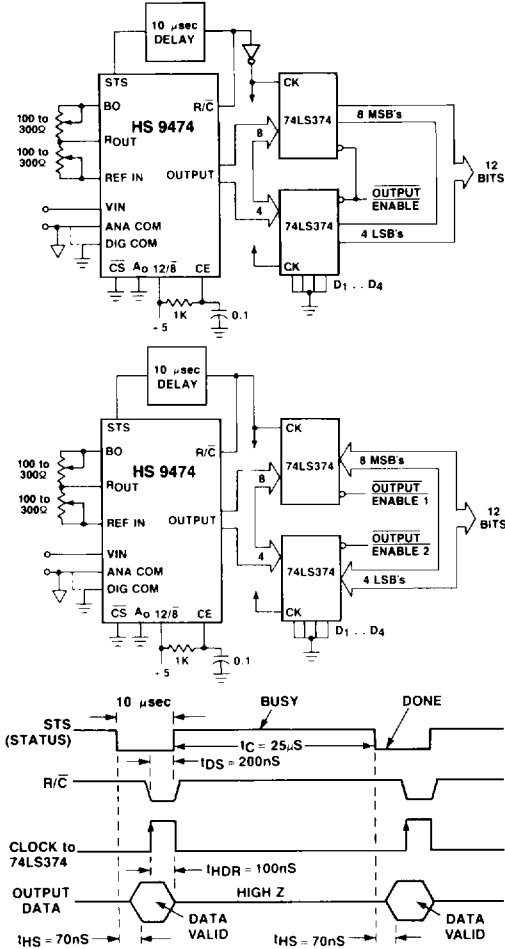 10 μsec
DELAY
STS
BO
R/C̅
CK
100 to
300Ω
HS 9474
74LS374
8 MSB's
ROUT
8
100 to
300Ω
REF IN
OUTPUT
12
BITS
OUTPUT
ENABLE
VIN
4
74LS374
ANA COM
4 LSB's
DIG COM
C̅S̅ A₀ 12/8̅ CE
CK
D₁ . . D₄
1K
0.1
+5
10 μsec
DELAY
STS
BO
R/C̅
CK
100 to
300Ω
HS 9474
74LS374
8 MSB's
ROUT
8
100 to
300Ω
OUTPUT
ENABLE 1
REF IN
OUTPUT
12
BITS
OUTPUT
ENABLE 2
VIN
4
74LS374
ANA COM
4 LSB's
DIG COM
C̅S̅ A₀ 12/8̅ CE
CK
D₁ . . D₄
1K
0.1
+5
10 μsec
BUSY
DONE
STS
(STATUS)
tC = 25μS
tDS = 200nS
R/C̅
CLOCK to
74LS374
tHDR = 100nS
OUTPUT
DATA
HIGH Z
DATA
VALID
DATA
VALID
tHS = 70nS
tHS = 70nS